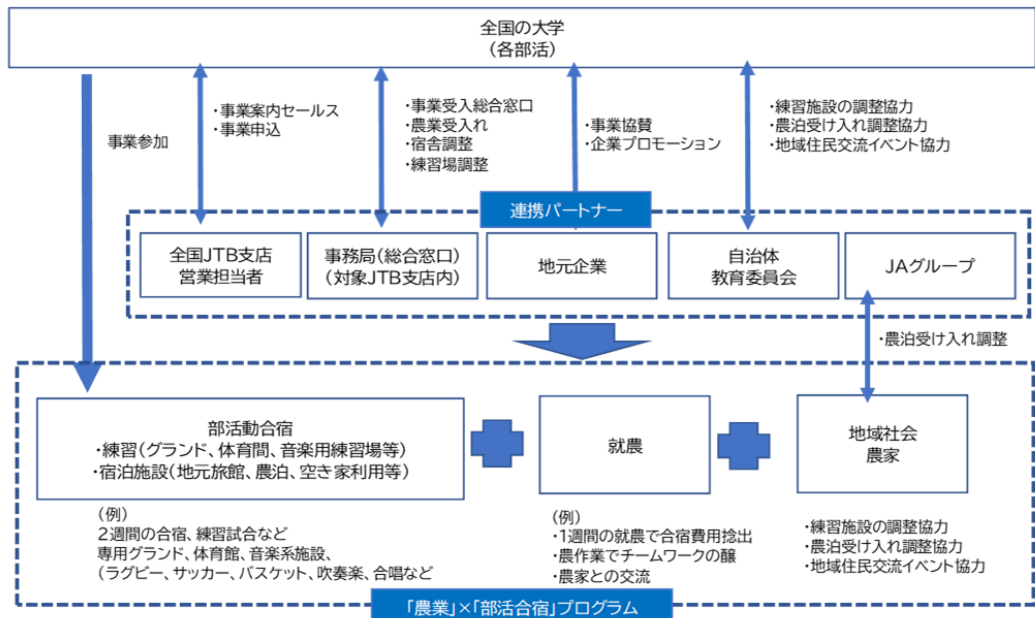 全国の大学
(各部活)
事業参加
・事業案内セールス
・事業申込
・事業受入総合窓口
・農業受入れ
・宿舎調整
・練習場調整
・事業協賛
・企業プロモーション
・練習施設の調整協力
・農泊受け入れ調整協力
・地域住民交流イベント協力
連携パートナー
全国JTB支店
営業担当者
事務局(総合窓口)
(対象JTB支店内)
地元企業
自治体
教育委員会
JAグループ
・農泊受け入れ調整
部活動合宿
・練習(グランド、体育間、音楽用練習場等)
・宿泊施設(地元旅館、農泊、空き家利用等)
就農
地域社会
農家
(例)
2週間の合宿、練習試合など
専用グランド、体育館、音楽系施設、
(ラグビー、サッカー、バスケット、吹奏楽、合唱など
(例)
・1週間の就農で合宿費用捻出
・農作業でチームワークの醸
・農家との交流
・練習施設の調整協力
・農泊受け入れ調整協力
・地域住民交流イベント協力
「農業」×「部活合宿」プログラム